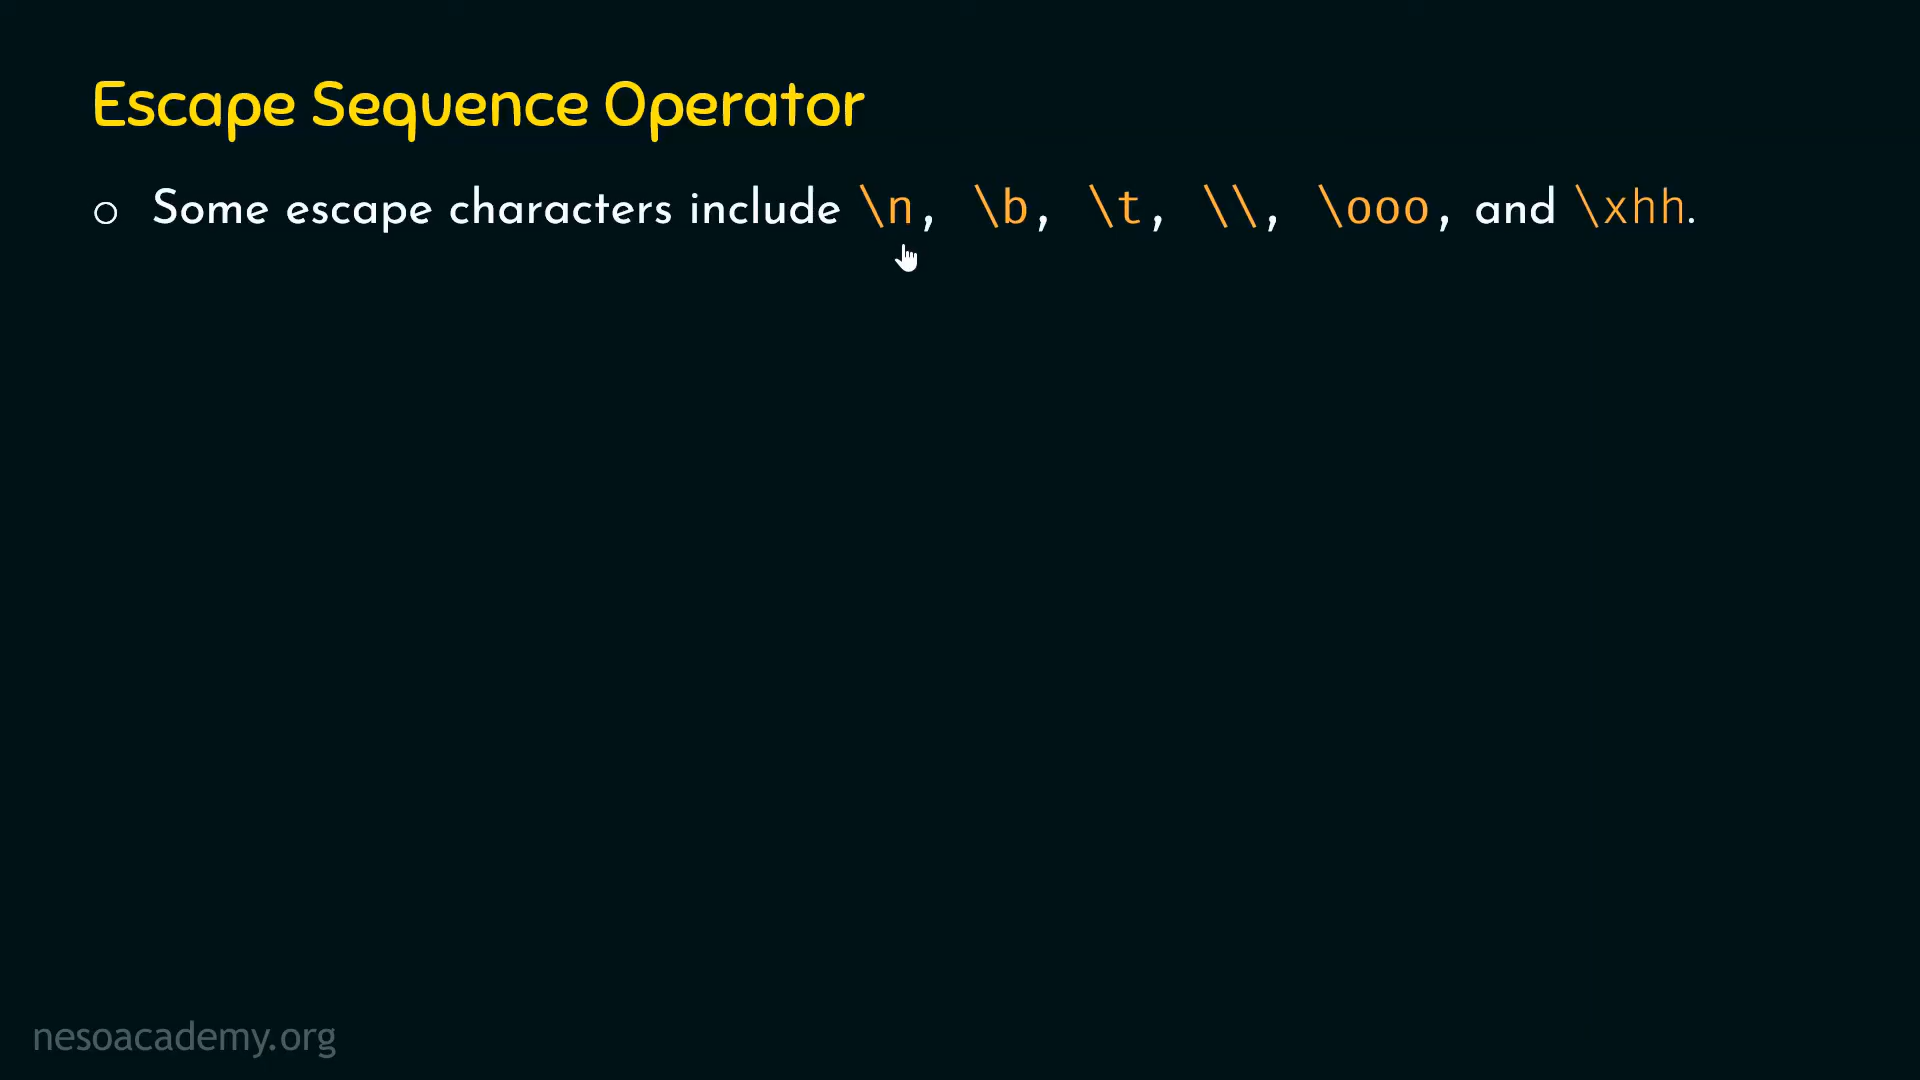 Escape Sequence Operator
○ Some escape characters include \n, \b, \t, \\, \ooo, and \xhh.
nesoacademy.org